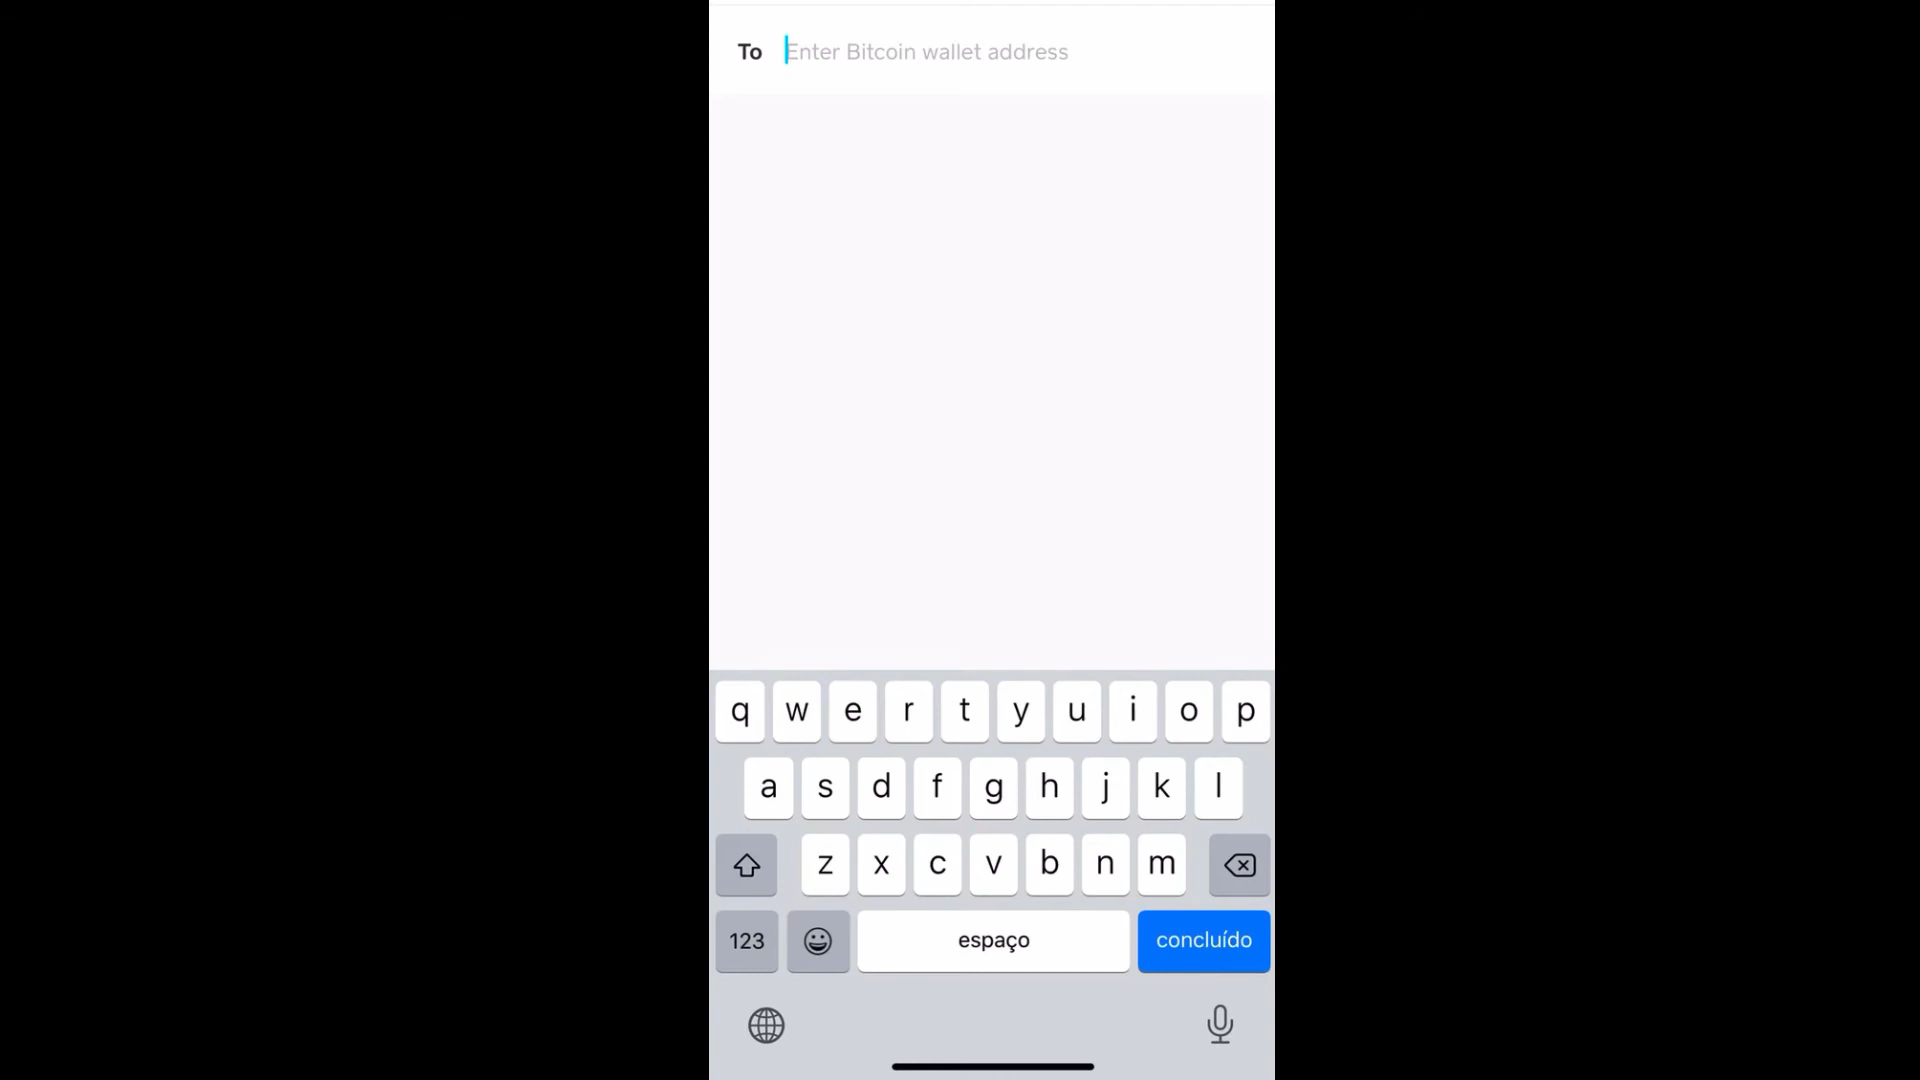 To Enter Bitcoin wallet address
q w e r t y u i o p
a s d f g h j k l
z x c v b n m
123 espaço concluído